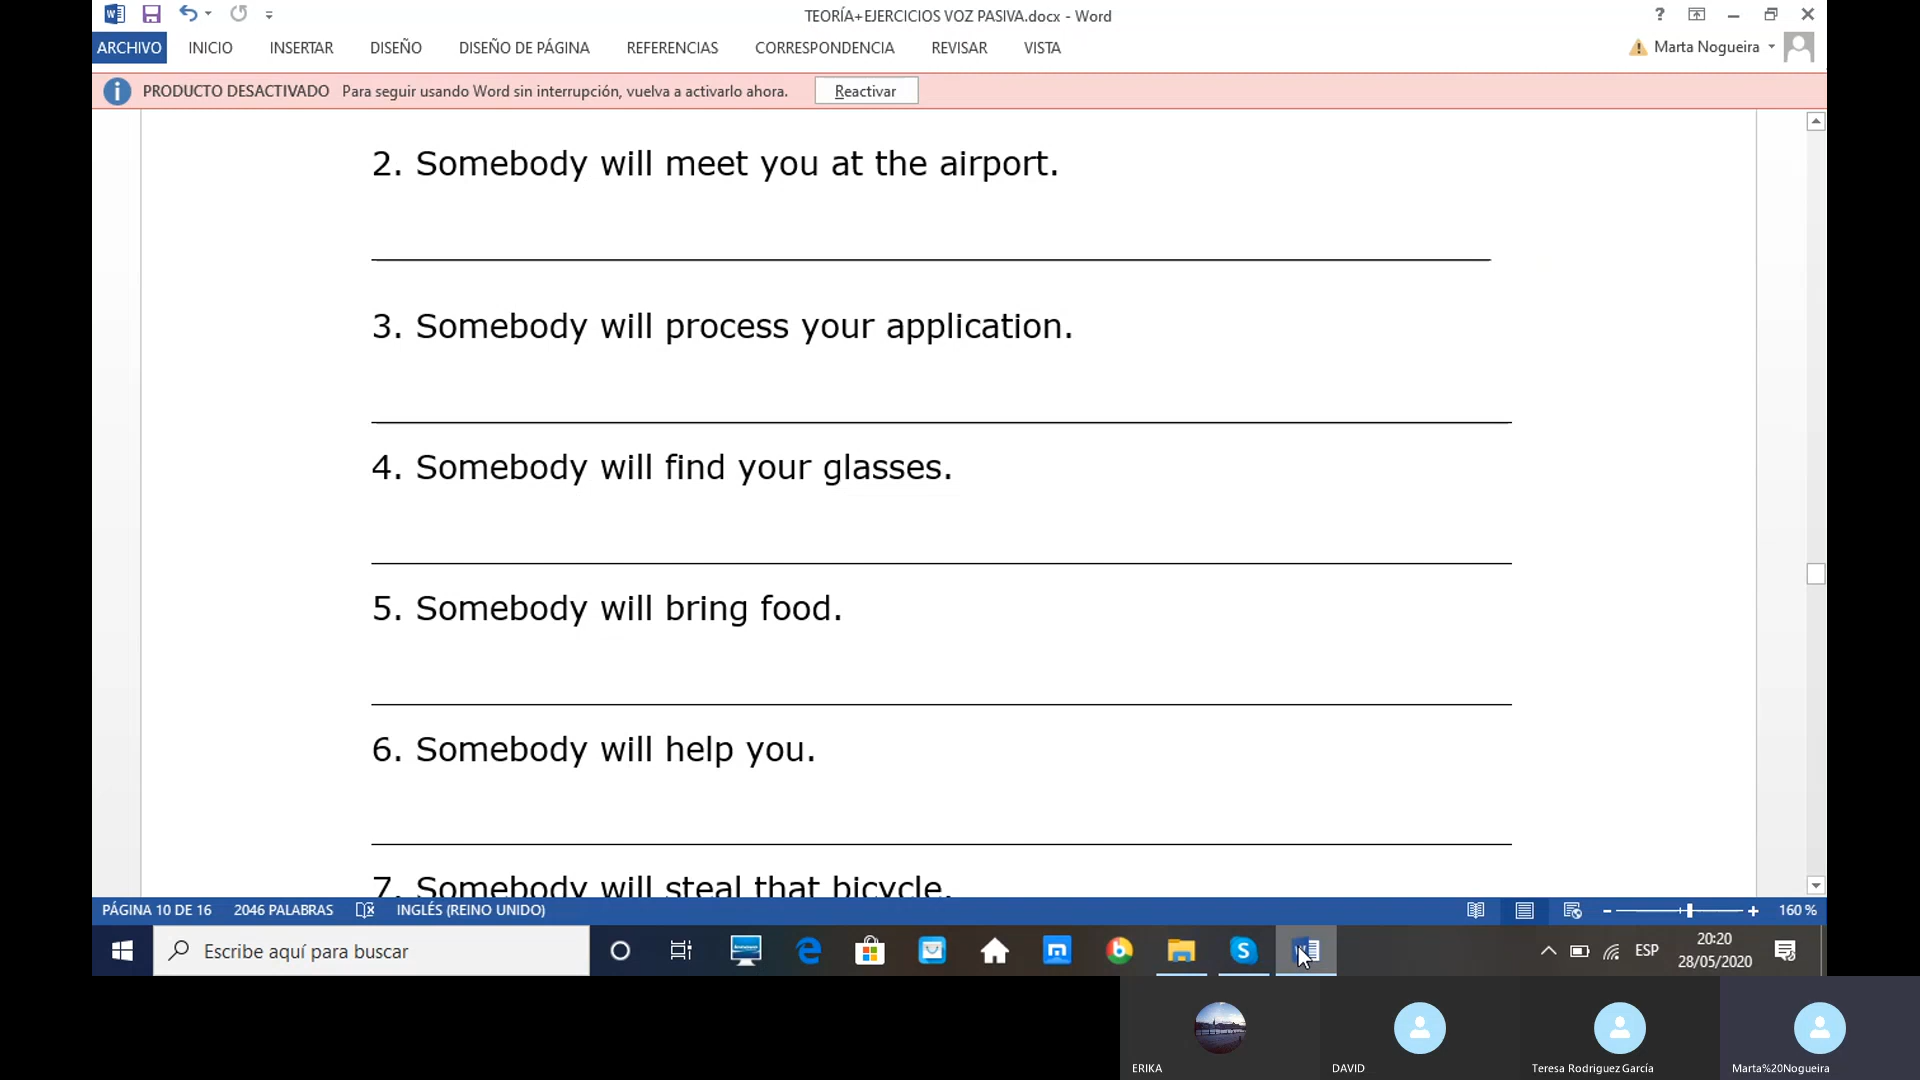 TEORÍA+EJERCICIOS VOZ PASIVA.docx - Word
ARCHIVO INICIO INSERTAR DISEÑO DISEÑO DE PÁGINA REFERENCIAS CORRESPONDENCIA REVISAR VISTA Marta Nogueira
PRODUCTO DESACTIVADO Para seguir usando Word sin interrupción, vuelva a activarlo ahora. Reactivar
2. Somebody will meet you at the airport.
3. Somebody will process your application.
4. Somebody will find your glasses.
5. Somebody will bring food.
6. Somebody will help you.
7. Somebody will steal that bicycle.
PÁGINA 10 DE 16 2046 PALABRAS INGLÉS (REINO UNIDO) 160 %
Escribe aquí para buscar ESP 20:20
28/05/2020
ERIKA DAVID Teresa Rodriguez García Marta%20Nogueira